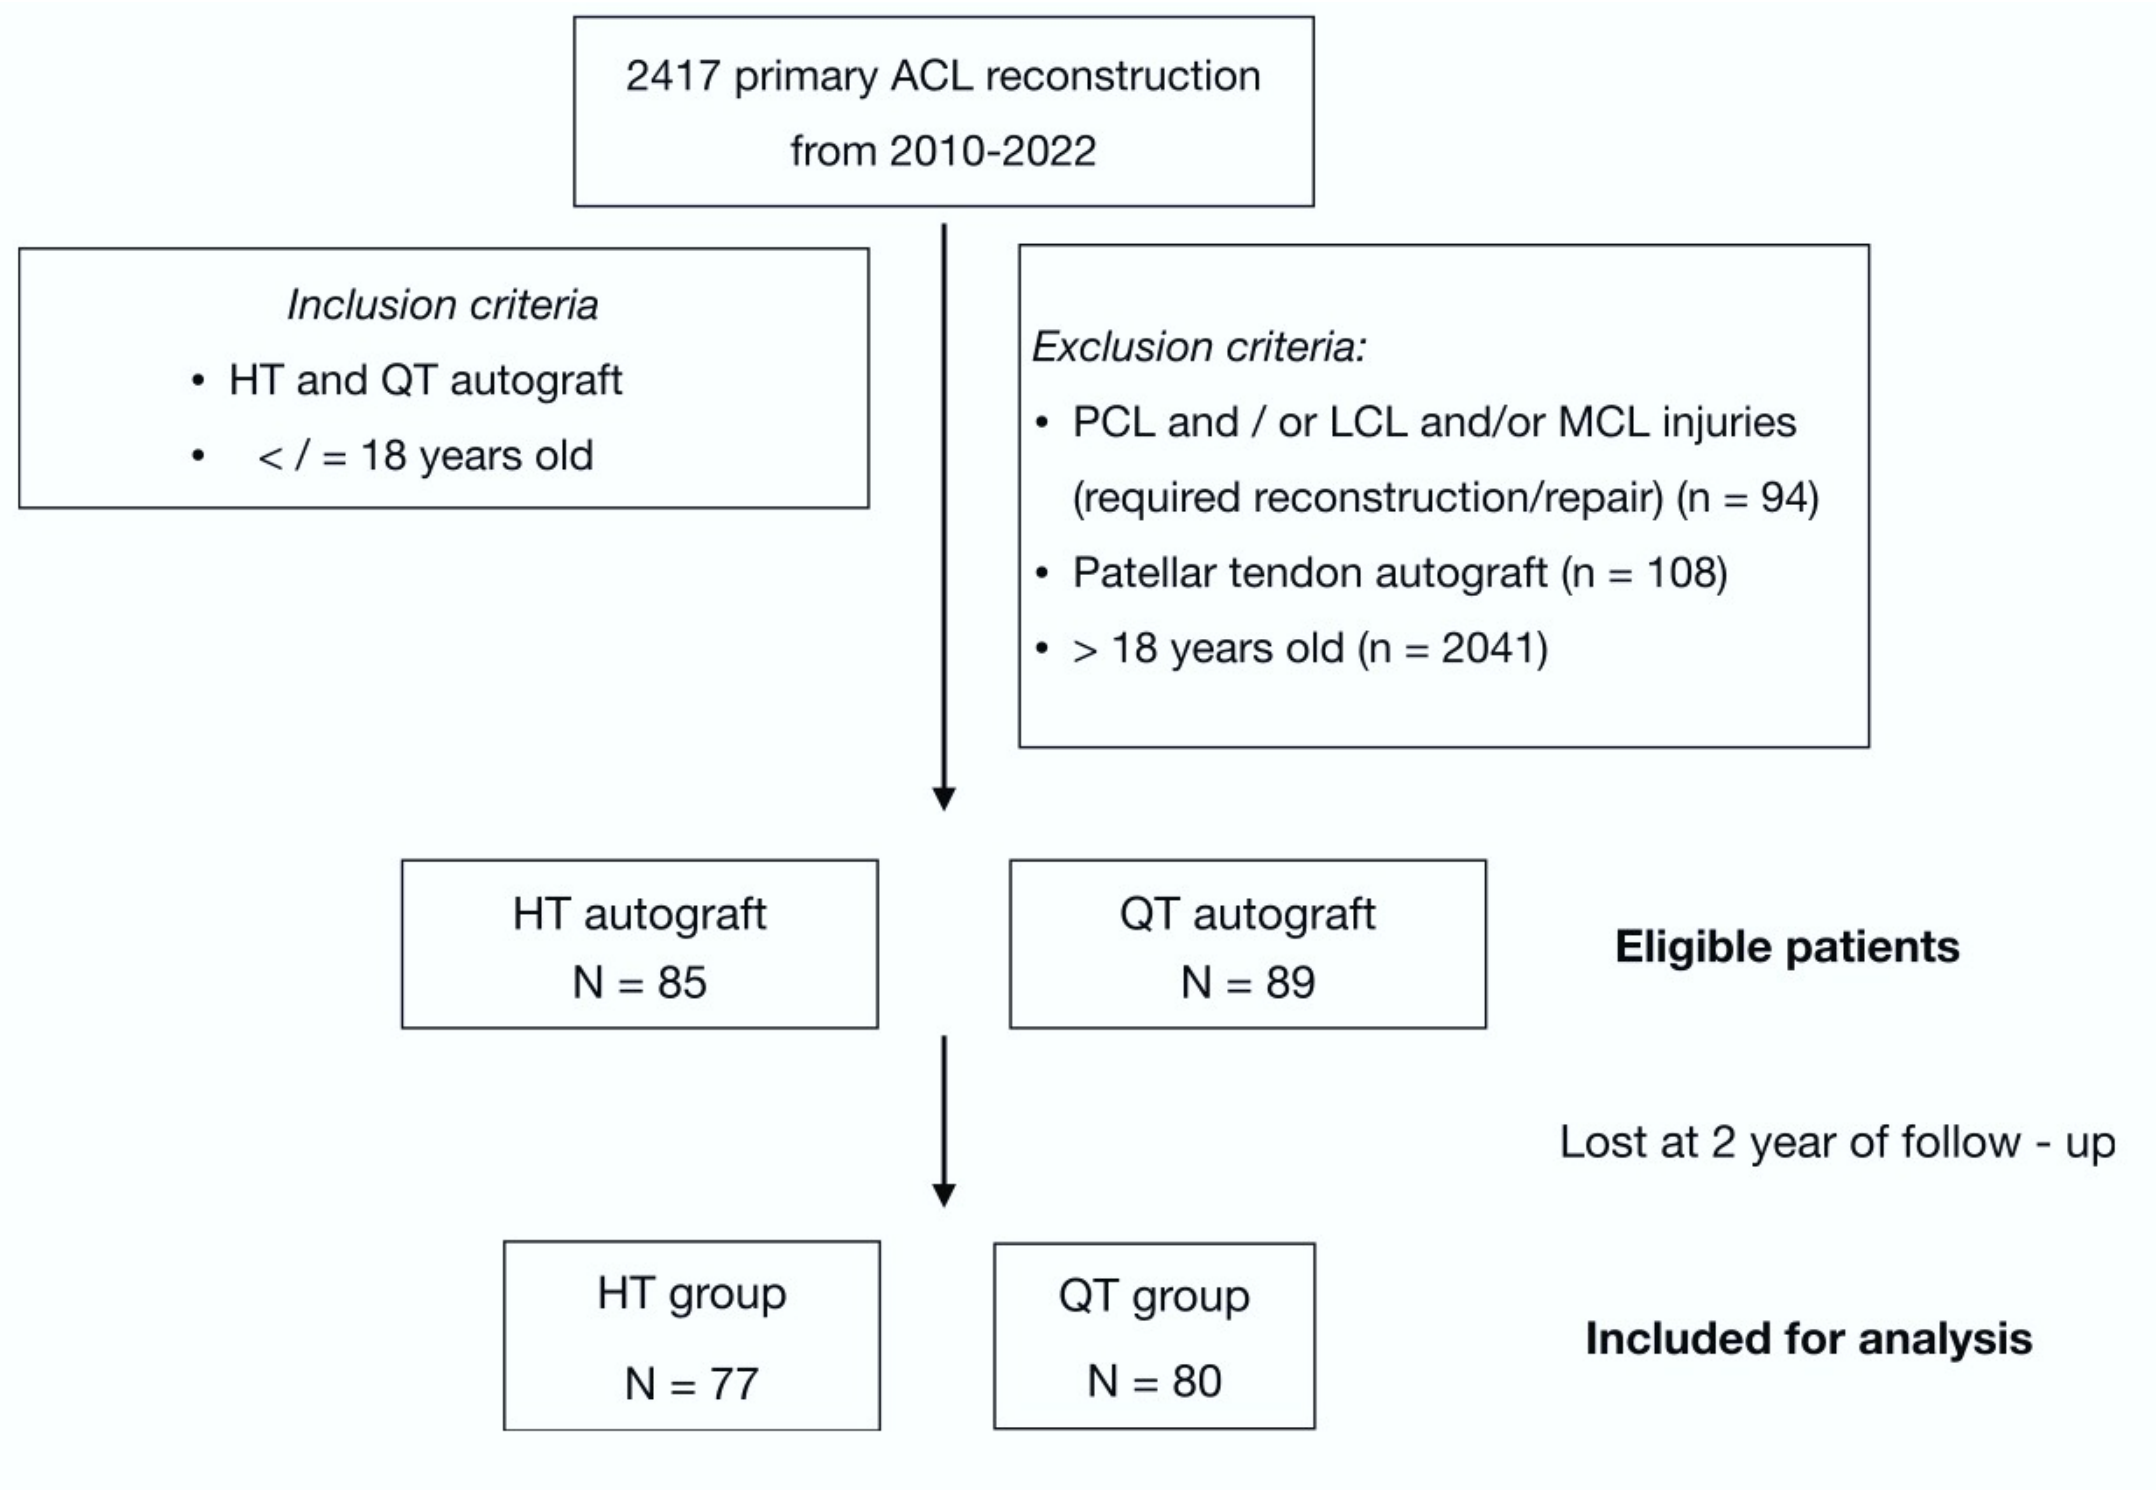 2417 primary ACL reconstruction
from 2010-2022
Inclusion criteria
• HT and QT autograft
• < / = 18 years old
Exclusion criteria:
• PCL and / or LCL and/or MCL injuries
(required reconstruction/repair) (n = 94)
• Patellar tendon autograft (n = 108)
• > 18 years old (n = 2041)
HT autograft
N = 85
QT autograft
N = 89
Eligible patients
Lost at 2 year of follow - up
HT group
N = 77
QT group
N = 80
Included for analysis